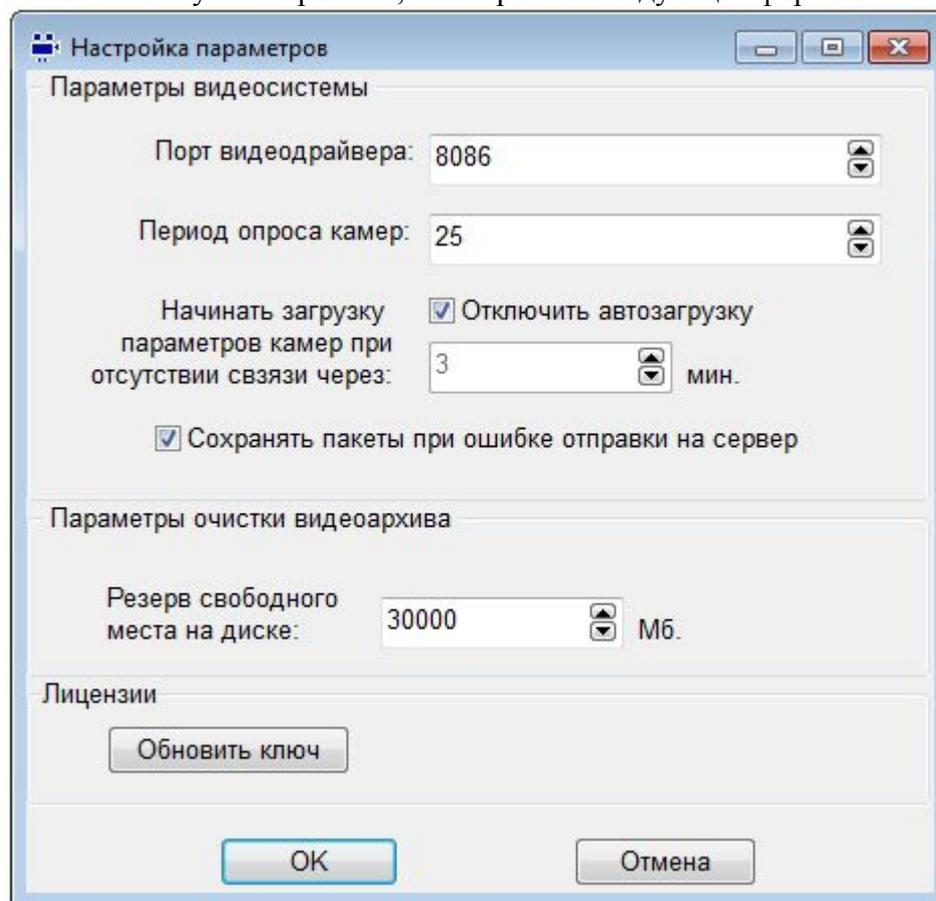 Настройка параметров
Параметры видеосистемы
Порт видеодрайвера: 8086
Период опроса камер: 25
Начинать загрузку
параметров камер при
отсутствии свзязи через:
Отключить автозагрузку
3 мин.
Сохранять пакеты при ошибке отправки на сервер
Параметры очистки видеоархива
Резерв свободного
места на диске:
30000 Мб.
Лицензии
Обновить ключ
OK Отмена